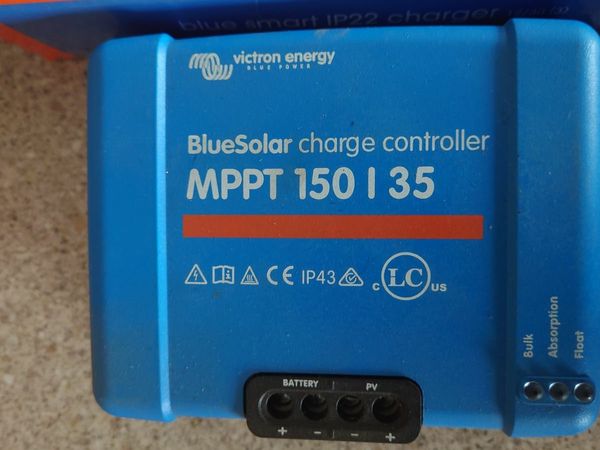 blue smart IP22 charger
victron energy
BLUE POWER
BlueSolar charge controller
MPPT 150 | 35
CE IP43 c LC us
Bulk
Absorption
Float
BATTERY | PV
+ - - +